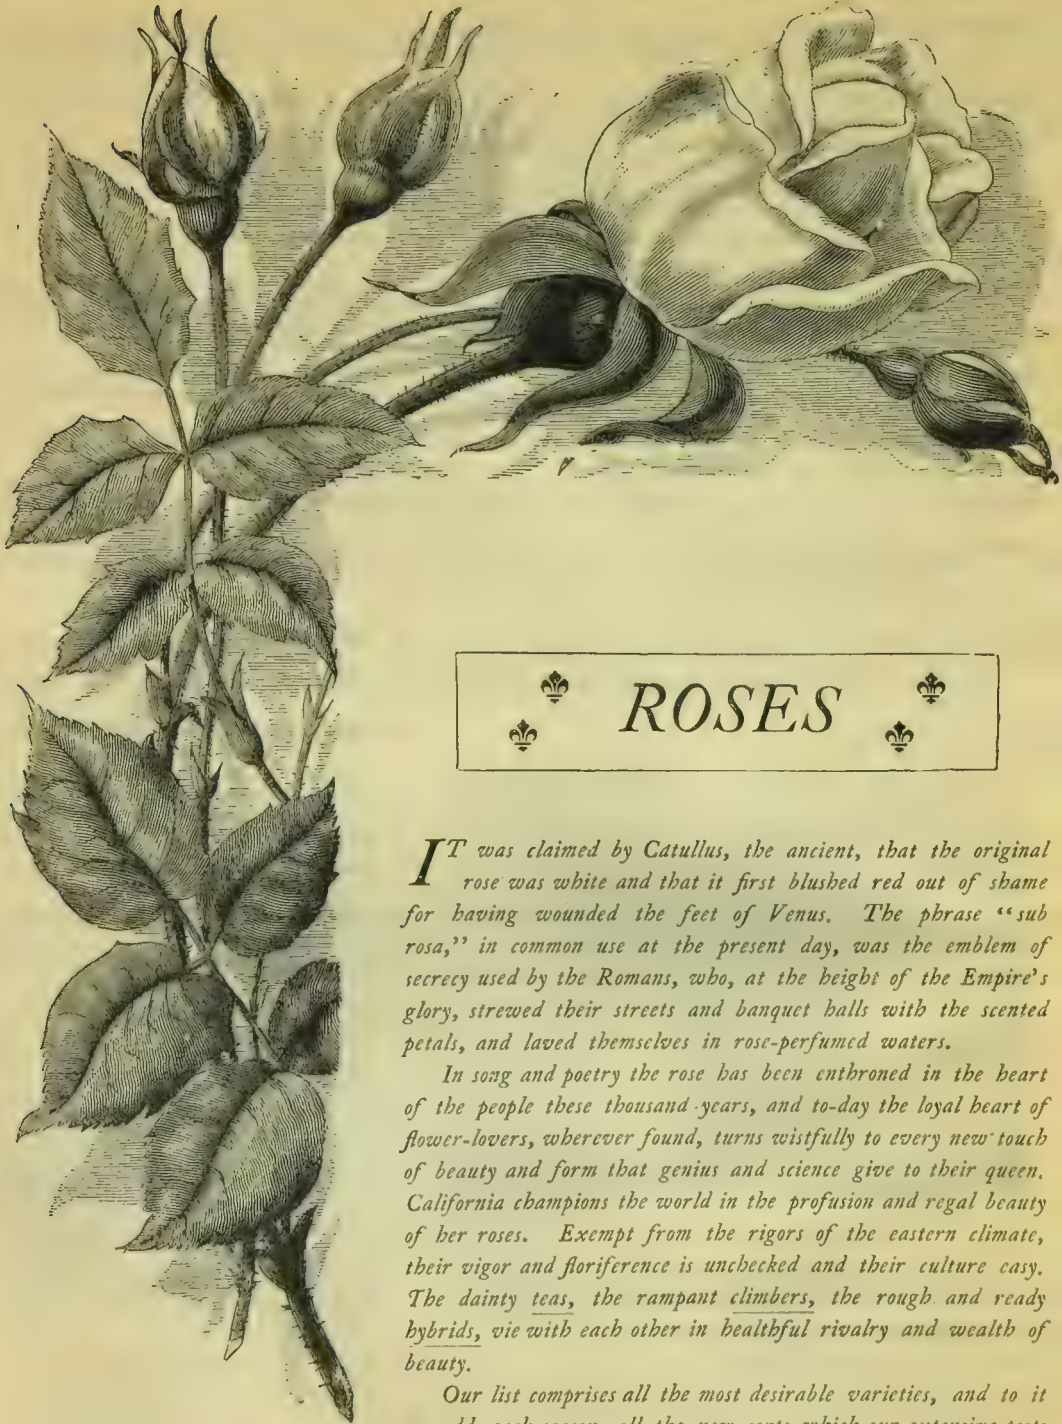 ROSES
IT was claimed by Catullus, the ancient, that the original
rose was white and that it first blushed red out of shame
for having wounded the feet of Venus. The phrase “sub
rosa,” in common use at the present day, was the emblem of
secrecy used by the Romans, who, at the height of the Empire's
glory, strewed their streets and banquet halls with the scented
petals, and laved themselves in rose-perfumed waters.
In song and poetry the rose has been enthroned in the heart
of the people these thousand years, and to-day the loyal heart of
flower-lovers, wherever found, turns wistfully to every new touch
of beauty and form that genius and science give to their queen.
California champions the world in the profusion and regal beauty
of her roses. Exempt from the rigors of the eastern climate,
their vigor and floriference is unchecked and their culture easy.
The dainty teas, the rampant climbers, the rough and ready
hybrids, vie with each other in healthful rivalry and wealth of
beauty.
Our list comprises all the most desirable varieties, and to it